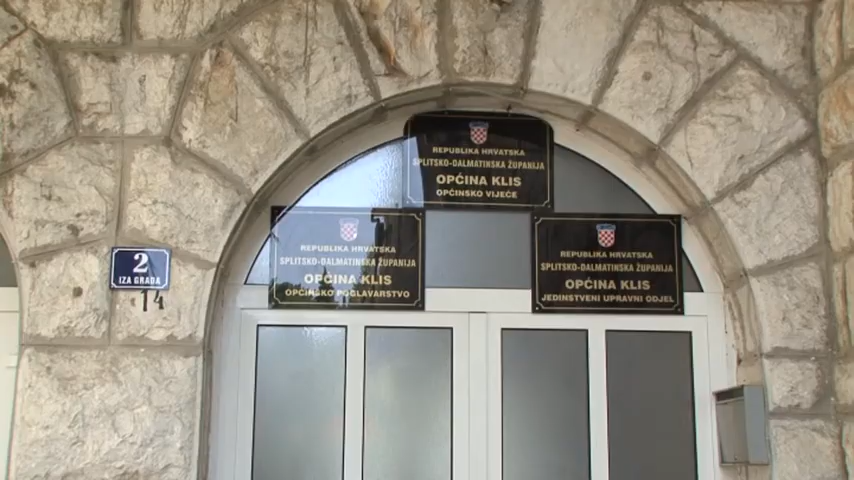 REPUBLIKA HRVATSKA
SPLITSKO-DALMATINSKA ŽUPANIJA
OPĆINA KLIS
OPĆINSKO VIJEĆE
REPUBLIKA HRVATSKA
SPLITSKO-DALMATINSKA ŽUPANIJA
OPĆINA KLIS
OPĆINSKO POGLAVARSTVO
REPUBLIKA HRVATSKA
SPLITSKO-DALMATINSKA ŽUPANIJA
OPĆINA KLIS
JEDINSTVENI UPRAVNI ODJEL
2
IZA GRADA
14